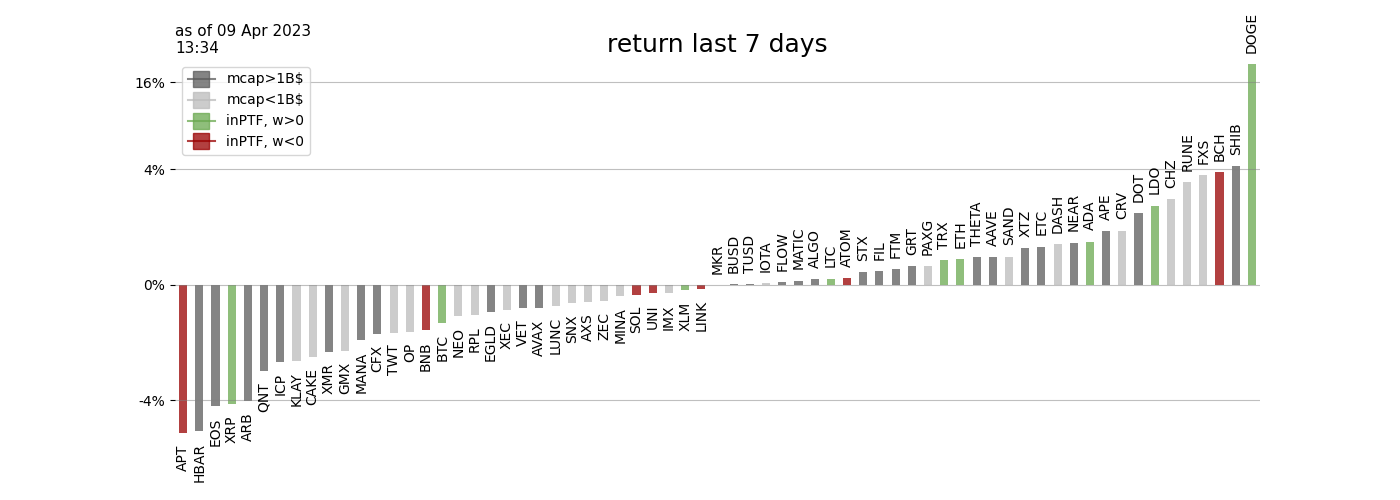 as of 09 Apr 2023
13:34
return last 7 days
mcap>1B$
mcap<1B$
inPTF, w>0
inPTF, w<0
16%
4%
0%
-4%
APT
HBAR
EOS
XRP
ARB
QNT
ICP
KLAY
CAKE
XMR
GMX
MANA
CFX
TWT
OP
BNB
BTC
NEO
RPL
EGLD
XEC
VET
AVAX
LUNC
SNX
AXS
ZEC
MINA
SOL
UNI
IMX
XLM
LINK
MKR
BUSD
TUSD
IOTA
FLOW
MATIC
ALGO
LTC
ATOM
STX
FIL
FTM
GRT
PAXG
TRX
ETH
THETA
AAVE
SAND
XTZ
ETC
DASH
NEAR
ADA
APE
CRV
DOT
LDO
CHZ
RUNE
FXS
BCH
SHIB
DOGE